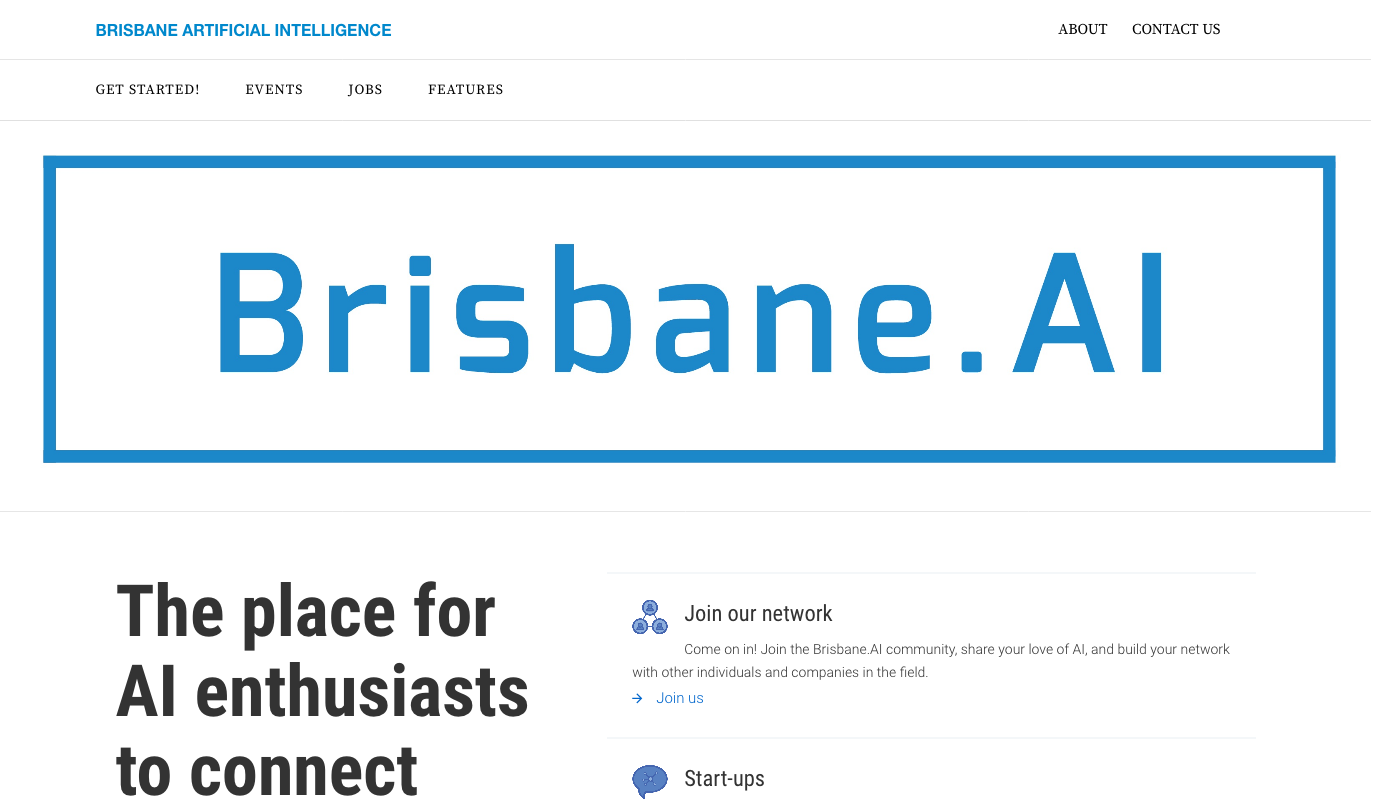 BRISBANE ARTIFICIAL INTELLIGENCE
ABOUT CONTACT US
GET STARTED! EVENTS JOBS FEATURES
Brisbane.AI
The place for
AI enthusiasts
to connect
Join our network
Come on in! Join the Brisbane.AI community, share your love of AI, and build your network
with other individuals and companies in the field.
→ Join us
Start-ups